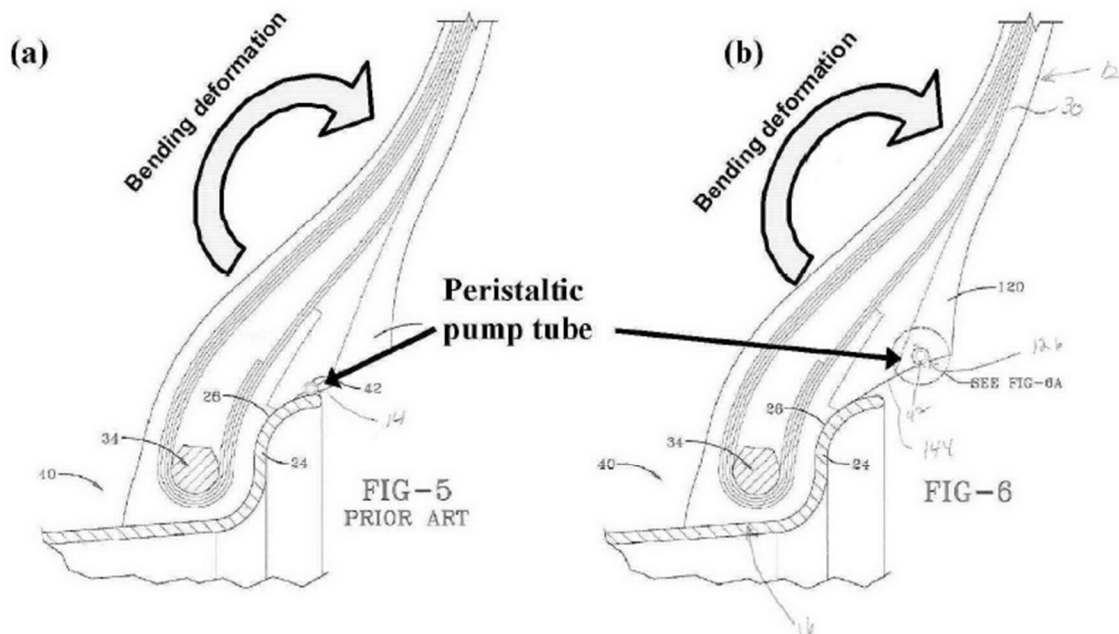 (a)
Bending deformation
Peristaltic
pump tube
42
26
14
34
24
40
FIG-5
PRIOR ART
(b)
Bending deformation
12
30
120
126
SEE FIG-6A
42
26
144
34
24
40
FIG-6
16